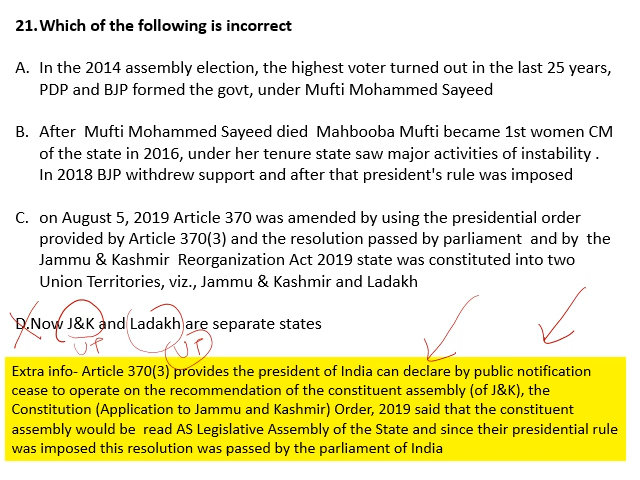 21. Which of the following is incorrect
A. In the 2014 assembly election, the highest voter turned out in the last 25 years,
PDP and BJP formed the govt, under Mufti Mohammed Sayeed
B. After Mufti Mohammed Sayeed died Mahbooba Mufti became 1st women CM
of the state in 2016, under her tenure state saw major activities of instability .
In 2018 BJP withdrew support and after that president's rule was imposed
C. on August 5, 2019 Article 370 was amended by using the presidential order
provided by Article 370(3) and the resolution passed by parliament and by the
Jammu & Kashmir Reorganization Act 2019 state was constituted into two
Union Territories, viz., Jammu & Kashmir and Ladakh
D.Now J&K and Ladakh are separate states
UT UT
Extra info- Article 370(3) provides the president of India can declare by public notification
cease to operate on the recommendation of the constituent assembly (of J&K), the
Constitution (Application to Jammu and Kashmir) Order, 2019 said that the constituent
assembly would be read AS Legislative Assembly of the State and since their presidential rule
was imposed this resolution was passed by the parliament of India